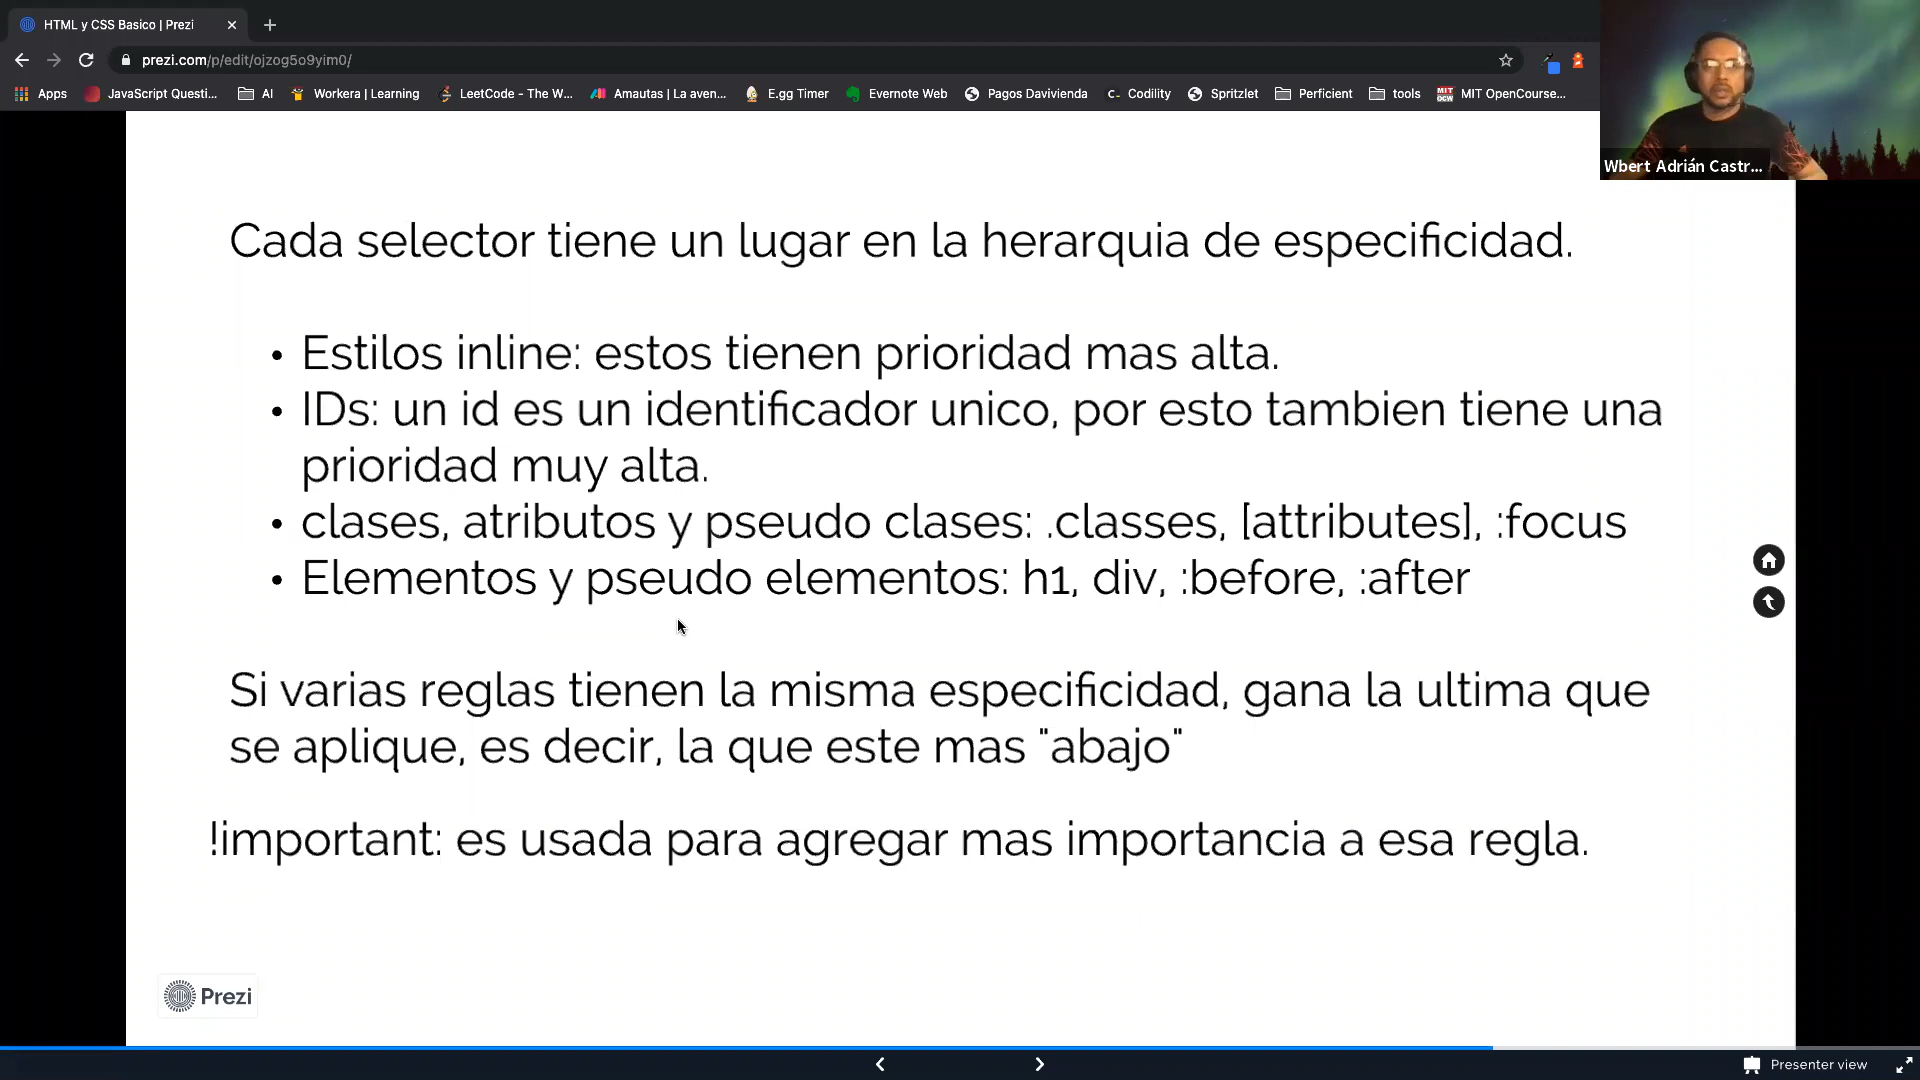 HTML y CSS Basico | Prezi
prezi.com/p/edit/ojzog5o9yim0/
Apps JavaScript Questi... AI Workera | Learning LeetCode - The W... Amautas | La aven... E.gg Timer Evernote Web Pagos Davivienda Codility Spritzlet Perficient tools MIT OpenCourse...
Wbert Adrián Castr...
Cada selector tiene un lugar en la herarquia de especificidad.
• Estilos inline: estos tienen prioridad mas alta.
• IDs: un id es un identificador unico, por esto tambien tiene una
prioridad muy alta.
• clases, atributos y pseudo clases: .classes, [attributes], :focus
• Elementos y pseudo elementos: h1, div, :before, :after
Si varias reglas tienen la misma especificidad, gana la ultima que
se aplique, es decir, la que este mas "abajo"
!important: es usada para agregar mas importancia a esa regla.
Prezi
Presenter view